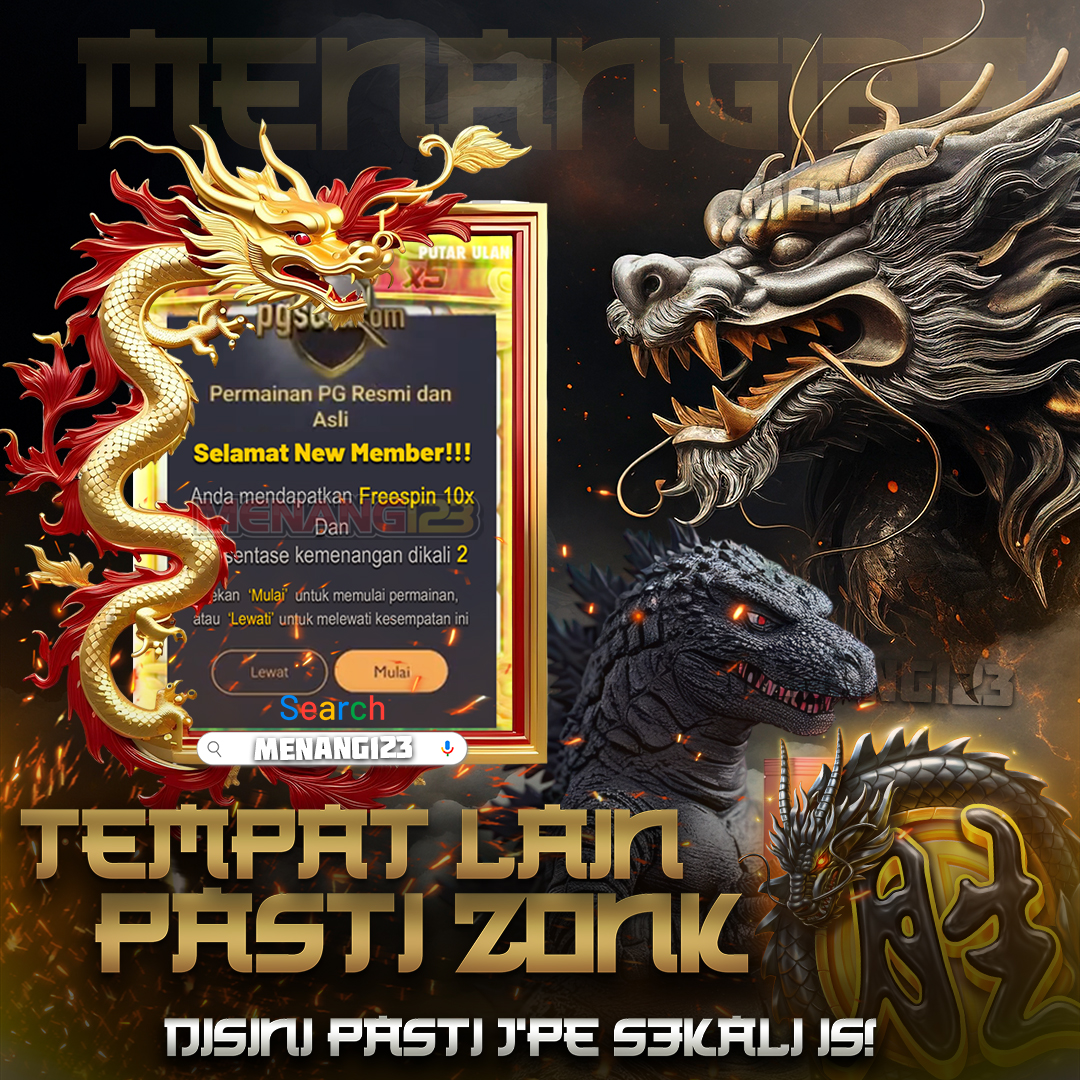 MENANG123
PUTAR ULAN
x5
Permainan PG Resmi dan
Asli
Selamat New Member!!!
Anda mendapatkan Freespin 10x
MENANG123
Dan
sentase kemenangan dikali 2
ekan 'Mulai' untuk memulai permainan,
atau 'Lewati' untuk melewati kesempatan ini
Lewat
Mulai
Search
MENANG123
TEMPAT LAIN
PASTI ZONK
DISINI PASTI J'PE S3KALI IS!